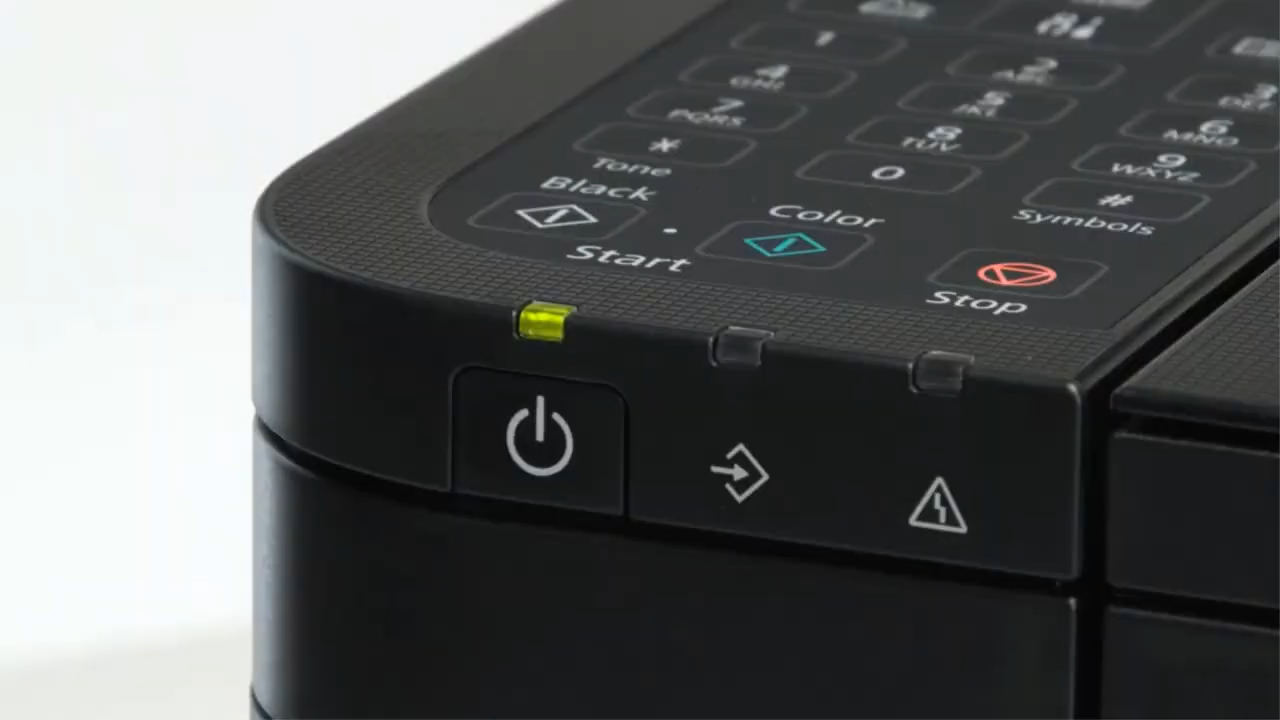 1
2
ABC
3
DEF
4
GHI
5
JKL
6
MNO
7
PQRS
8
TUV
9
WXYZ
*
Tone
0
#
Symbols
Black
Color
Start
Stop